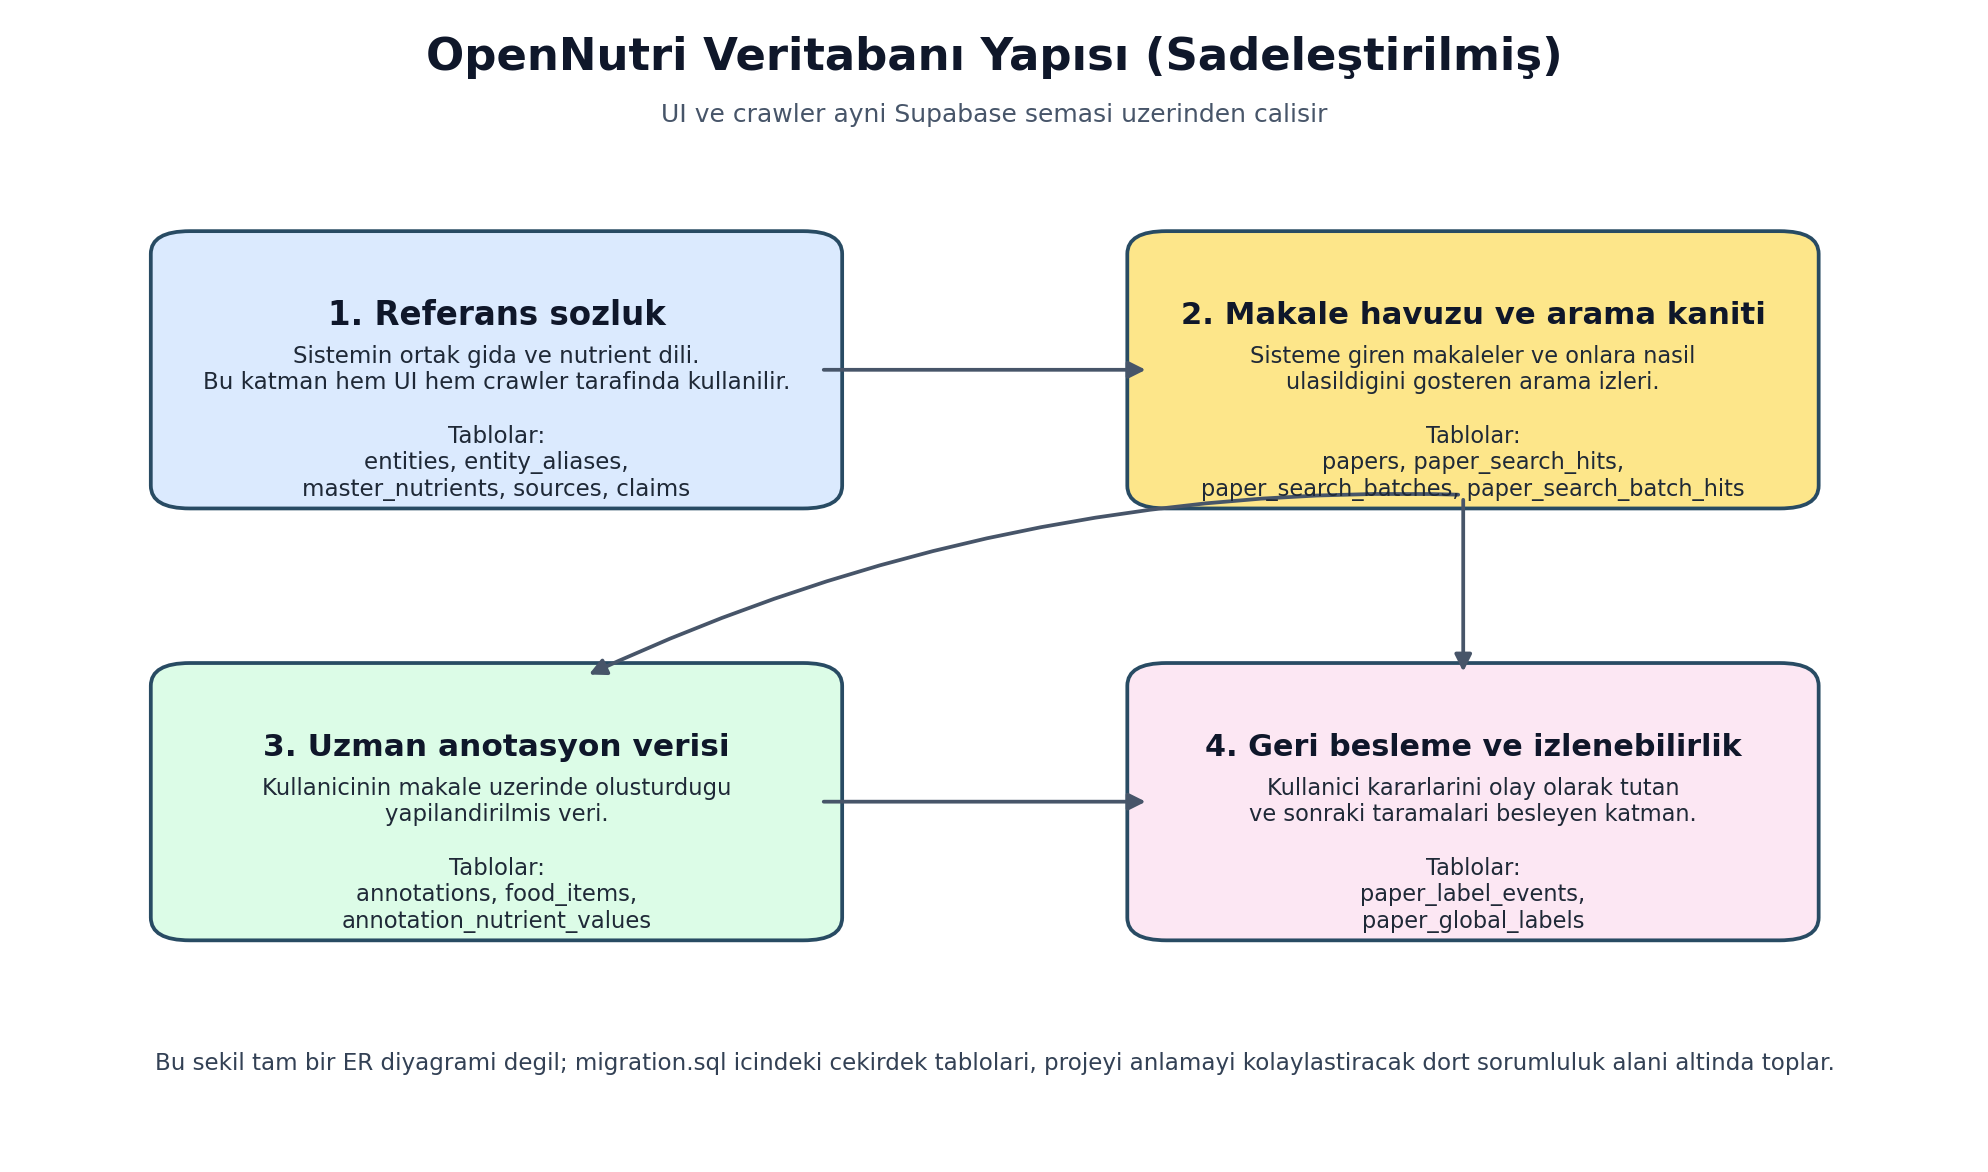 OpenNutri Veritabanı Yapısı (Sadeleştirilmiş)
UI ve crawler ayni Supabase semasi uzerinden calisir
1. Referans sozluk
Sistemin ortak gida ve nutrient dili.
Bu katman hem UI hem crawler tarafinda kullanilir.
Tablolar:
entities, entity_aliases,
master_nutrients, sources, claims
2. Makale havuzu ve arama kaniti
Sisteme giren makaleler ve onlara nasil
ulasildigini gosteren arama izleri.
Tablolar:
papers, paper_search_hits,
paper_search_batches, paper_search_batch_hits
3. Uzman anotasyon verisi
Kullanicinin makale uzerinde olusturdugu
yapilandirilmis veri.
Tablolar:
annotations, food_items,
annotation_nutrient_values
4. Geri besleme ve izlenebilirlik
Kullanici kararlarini olay olarak tutan
ve sonraki taramalari besleyen katman.
Tablolar:
paper_label_events,
paper_global_labels
Bu sekil tam bir ER diyagrami degil; migration.sql icindeki cekirdek tablolari, projeyi anlamayi kolaylastiracak dort sorumluluk alani altinda toplar.